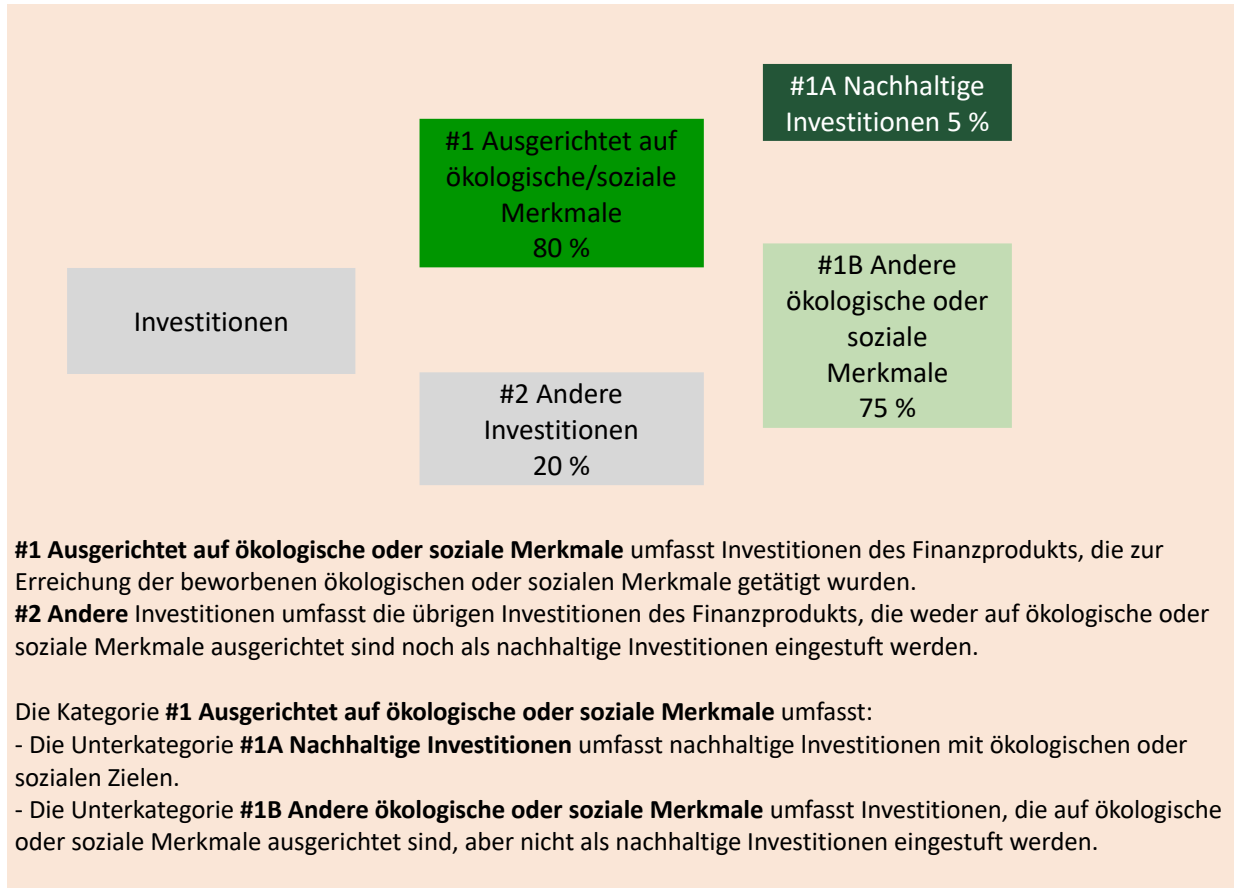 #1A Nachhaltige
Investitionen 5 %
#1 Ausgerichtet auf
ökologische/soziale
Merkmale
80 %
#1B Andere
ökologische oder
soziale
Merkmale
75 %
Investitionen
#2 Andere
Investitionen
20 %
#1 Ausgerichtet auf ökologische oder soziale Merkmale umfasst Investitionen des Finanzprodukts, die zur
Erreichung der beworbenen ökologischen oder sozialen Merkmale getätigt wurden.
#2 Andere Investitionen umfasst die übrigen Investitionen des Finanzprodukts, die weder auf ökologische oder
soziale Merkmale ausgerichtet sind noch als nachhaltige Investitionen eingestuft werden.
Die Kategorie #1 Ausgerichtet auf ökologische oder soziale Merkmale umfasst:
- Die Unterkategorie #1A Nachhaltige Investitionen umfasst nachhaltige Investitionen mit ökologischen oder
sozialen Zielen.
- Die Unterkategorie #1B Andere ökologische oder soziale Merkmale umfasst Investitionen, die auf ökologische
oder soziale Merkmale ausgerichtet sind, aber nicht als nachhaltige Investitionen eingestuft werden.